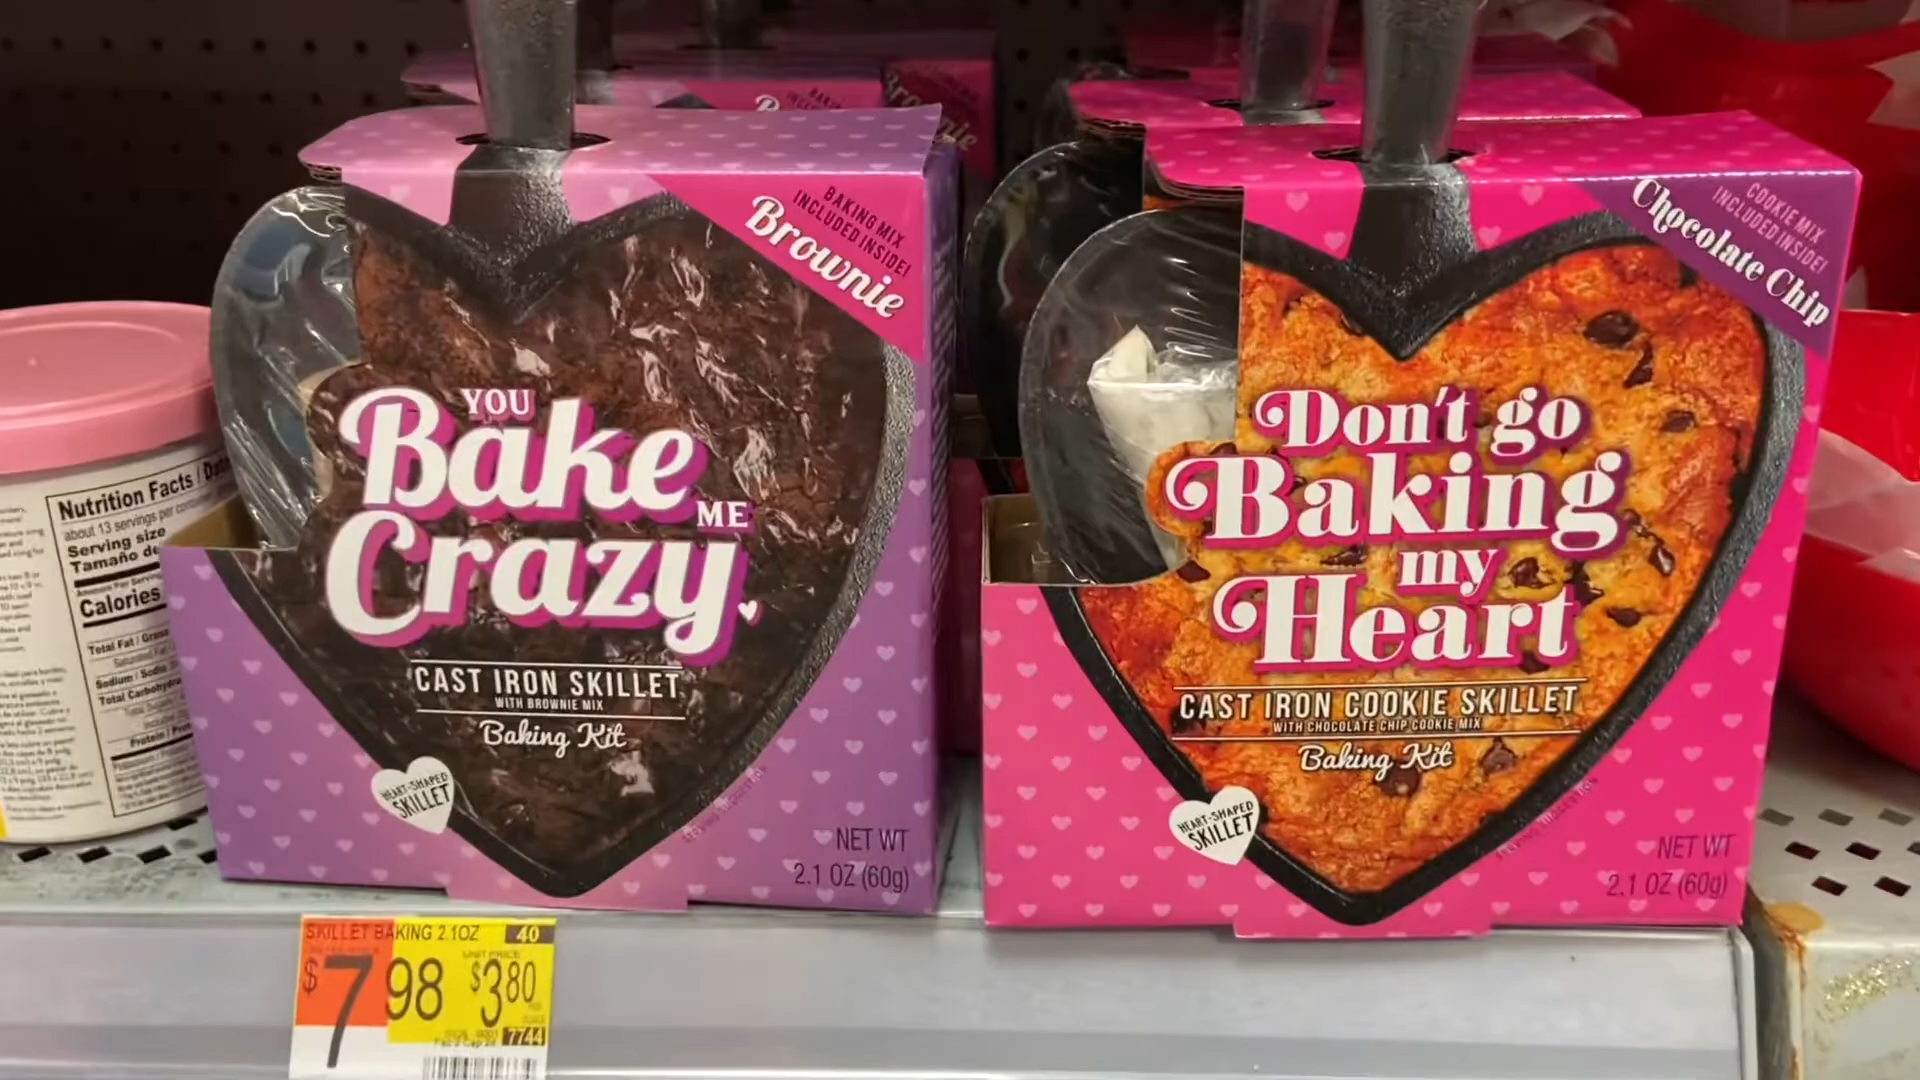 BAKING MIX
INCLUDED INSIDE!
Brownie
YOU
Bake
ME
Crazy
CAST IRON SKILLET
WITH BROWNIE MIX
Baking Kit
HEART-SHAPED
SKILLET
NET WT
2.1 OZ (60g)
COOKIE MIX
INCLUDED INSIDE!
Chocolate Chip
Don't go
Baking
my
Heart
CAST IRON COOKIE SKILLET
WITH CHOCOLATE CHIP COOKIE MIX
Baking Kit
HEART-SHAPED
SKILLET
NET WT
2.1 OZ (60g)
Nutrition Facts /
about 13 servings per
Serving size
Tamaño de
Calories
Total Fat /
Sodium /
Total
Protein /
SKILLET BAKING 2.1OZ 40
UNIT PRICE
$7 98 $3 80
7744